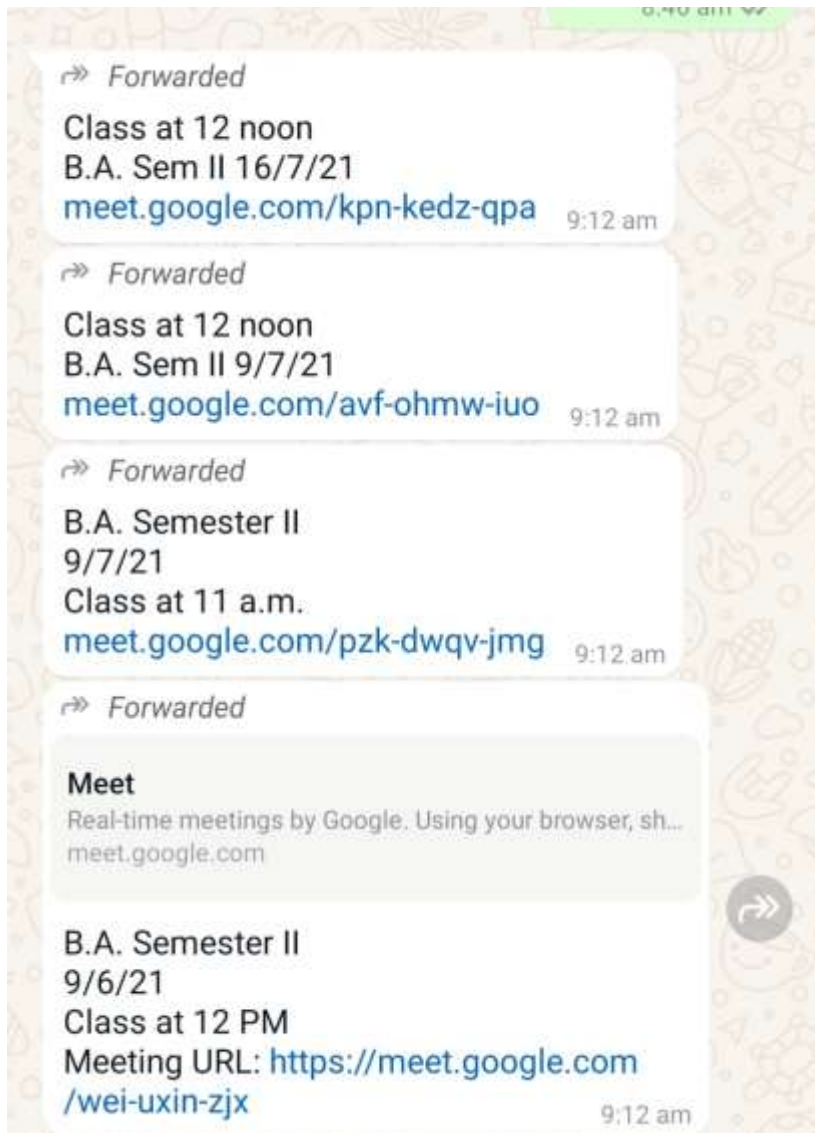 8:40 am
Forwarded
Class at 12 noon
B.A. Sem II 16/7/21
meet.google.com/kpn-kedz-qpa 9:12 am
Forwarded
Class at 12 noon
B.A. Sem II 9/7/21
meet.google.com/avf-ohmw-iuo 9:12 am
Forwarded
B.A. Semester II
9/7/21
Class at 11 a.m.
meet.google.com/pzk-dwqv-jmg 9:12 am
Forwarded
Meet
Real-time meetings by Google. Using your browser, sh...
meet.google.com
B.A. Semester II
9/6/21
Class at 12 PM
Meeting URL: https://meet.google.com
/wei-uxin-zjx 9:12 am